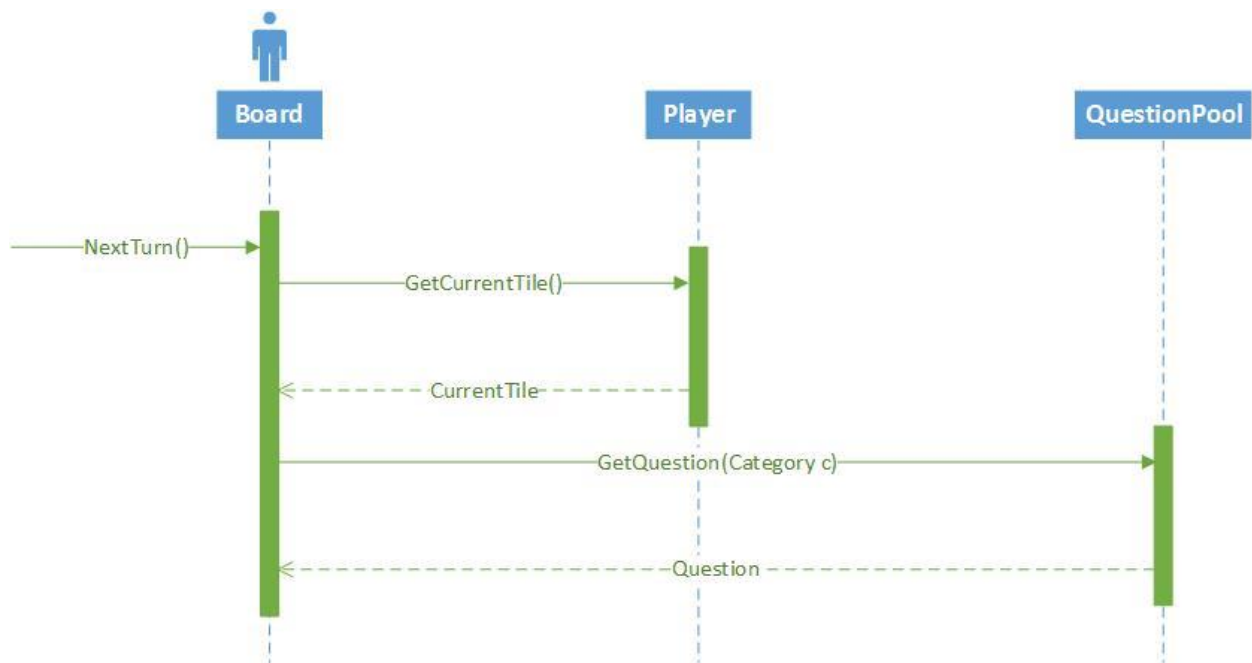 Board
Player
QuestionPool
NextTurn()
GetCurrentTile()
CurrentTile
GetQuestion(Category c)
Question